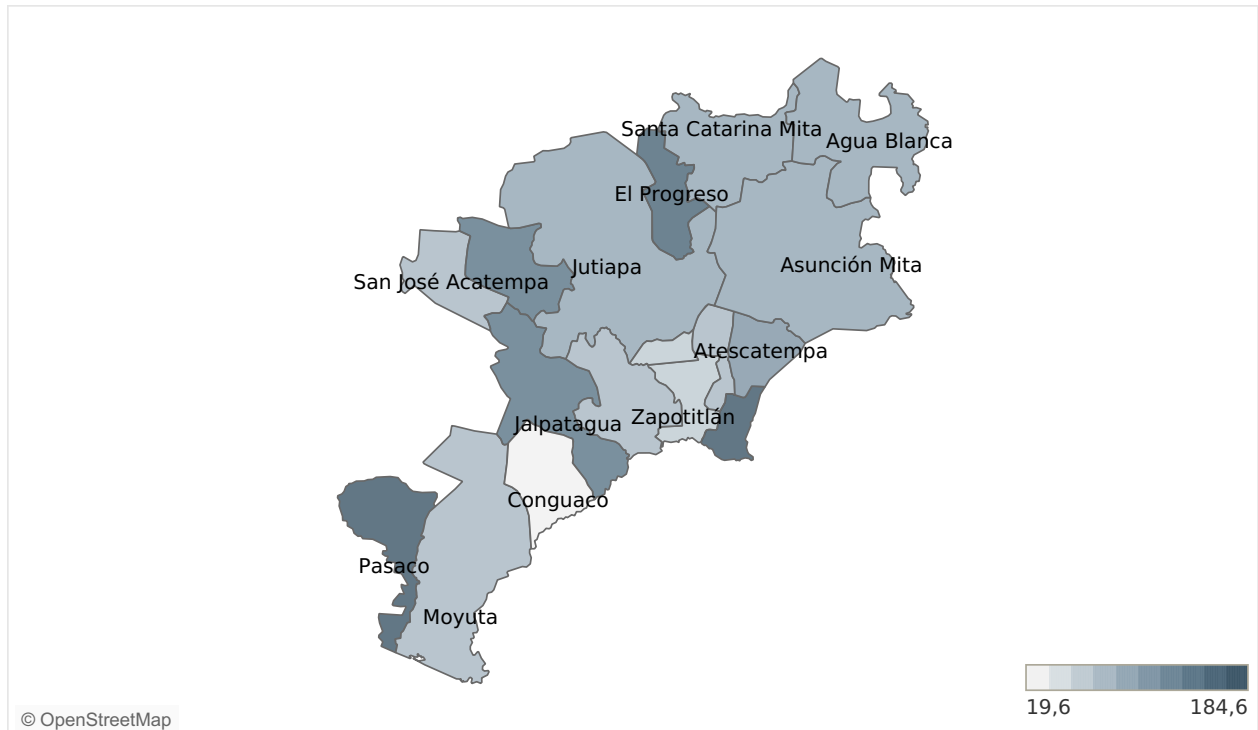 Santa Catarina Mita
Agua Blanca
El Progreso
Asunción Mita
Jutiapa
San José Acatempa
Atescatempa
Zapotitlán
Jalpatagua
Conguaco
Pasaco
Moyuta
19,6 184,6
© OpenStreetMap